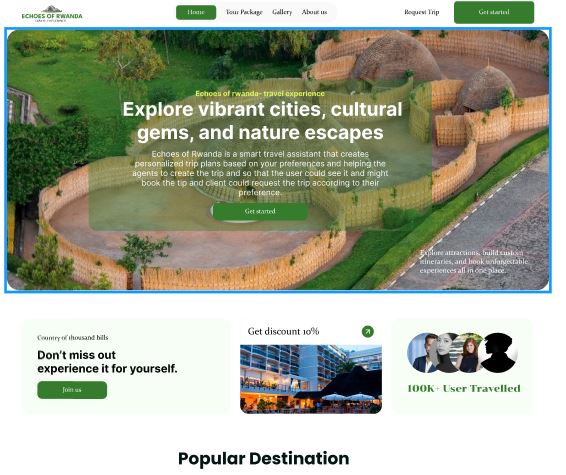 ECHOES OF RWANDA
Home
Tour Package
Gallery
About us
Request Trip
Get started
Echoes of rwanda- travel experience
Explore vibrant cities, cultural
gems, and nature escapes
Echoes of Rwanda is a smart travel assistant that creates
personalized trip plans based on your preferences and helping the
agents to create the trip and so that the user could see it and might
book the tip and client could request the trip according to their
preference.
Get started
Explore attractions, build custom
itineraries, and book unforgettable
experiences all in one place.
Country of thousand hills
Don’t miss out
experience it for yourself.
Join us
Get discount 10%
100K+ User Travelled
Popular Destination